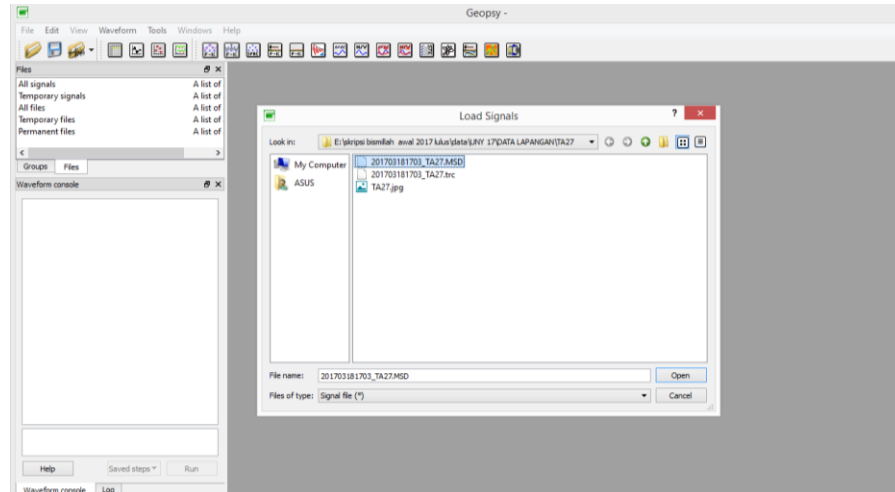 Geopsy -
File Edit View Waveform Tools Windows Help
Files
All signals A list of
Temporary signals A list of
All files A list of
Temporary files A list of
Permanent files A list of
Groups Files
Waveform console
Load Signals
Look in: E:\skripsi bismillah awal 2017 lulus\data\UNY 17\DATA LAPANGAN\TA27
My Computer
ASUS
201703181703_TA27.MSD
201703181703_TA27.trc
TA27.jpg
File name: 201703181703_TA27.MSD Open
Files of type: Signal file (*) Cancel
Help Saved steps Run
Waveform console Log